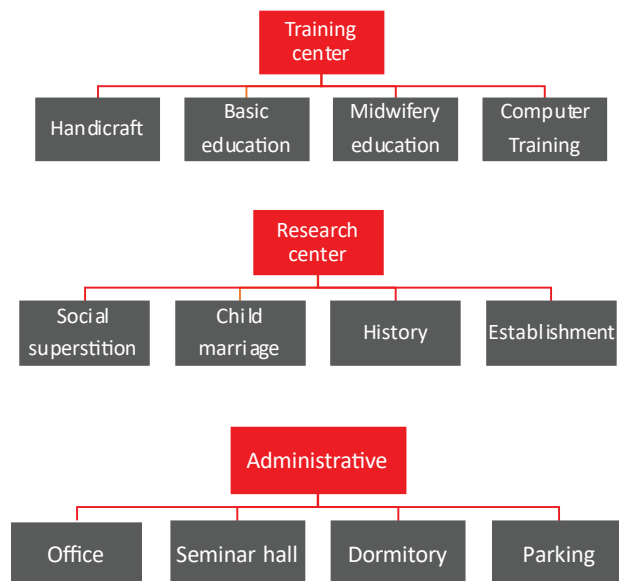 Training
center
Handicraft
Basic
education
Midwifery
education
Computer
Training
Research
center
Social
superstition
Child
marriage
History
Establishment
Administrative
Office
Seminar hall
Dormitory
Parking